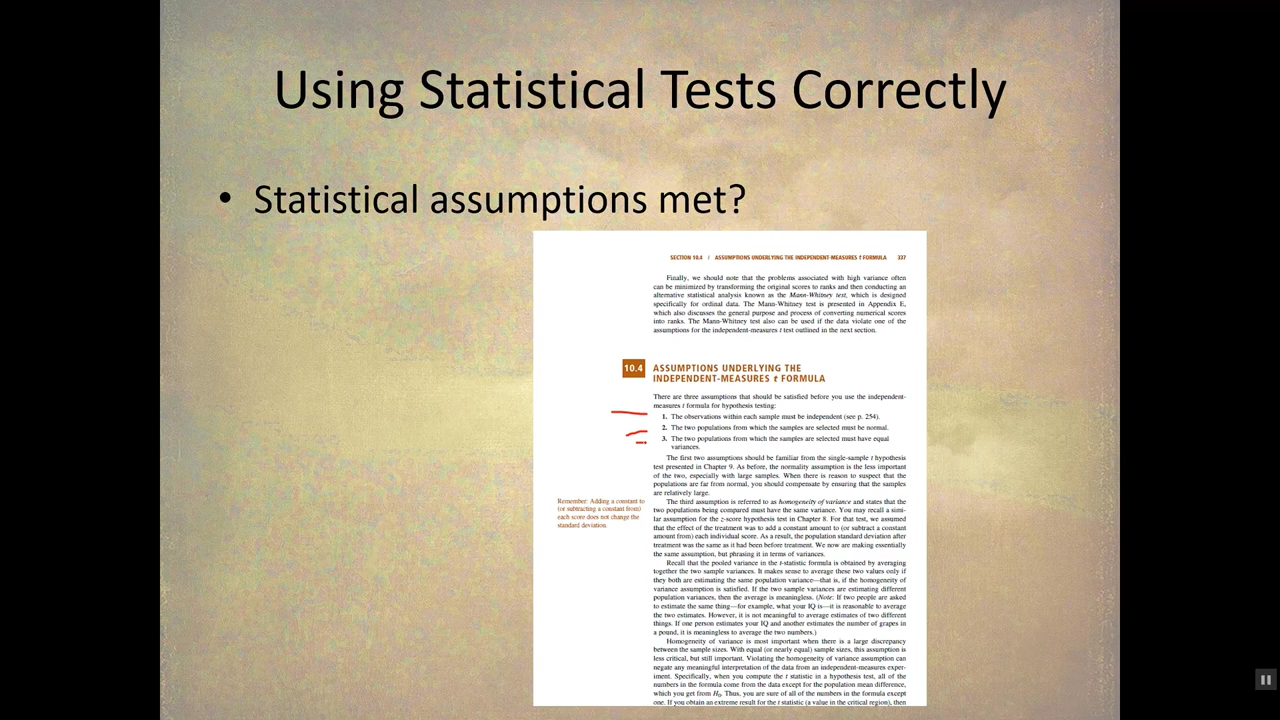 Using Statistical Tests Correctly
• Statistical assumptions met?
SECTION 10.4 / ASSUMPTIONS UNDERLYING THE INDEPENDENT-MEASURES t FORMULA 337
Finally, we should note that the problems associated with high variance often
can be minimized by transforming the original scores to ranks and then conducting an
alternative statistical analysis known as the Mann-Whitney test, which is designed
specifically for ordinal data. The Mann-Whitney test is presented in Appendix E,
which also discusses the general purpose and process of converting numerical scores
into ranks. The Mann-Whitney test also can be used if the data violate one of the
assumptions for the independent-measures t test outlined in the next section.
10.4 ASSUMPTIONS UNDERLYING THE
INDEPENDENT-MEASURES t FORMULA
There are three assumptions that should be satisfied before you use the independent-
measures t formula for hypothesis testing:
1. The observations within each sample must be independent (see p. 254).
2. The two populations from which the samples are selected must be normal.
3. The two populations from which the samples are selected must have equal
variances.
The first two assumptions should be familiar from the single-sample t hypothesis
test presented in Chapter 9. As before, the normality assumption is the less important
of the two, especially with large samples. When there is reason to suspect that the
populations are far from normal, you should compensate by ensuring that the samples
are relatively large.
The third assumption is referred to as homogeneity of variance and states that the
two populations being compared must have the same variance. You may recall a simi-
lar assumption for the z-score hypothesis test in Chapter 8. For that test, we assumed
that the effect of the treatment was to add a constant amount to (or subtract a constant
amount from) each individual score. As a result, the population standard deviation after
treatment was the same as it had been before treatment. We now are making essentially
the same assumption, but phrasing it in terms of variances.
Remember: Adding a constant to
(or subtracting a constant from)
each score does not change the
standard deviation.
Recall that the pooled variance in the t-statistic formula is obtained by averaging
together the two sample variances. It makes sense to average these two values only if
they both are estimating the same population variance—that is, if the homogeneity of
variance assumption is satisfied. If the two sample variances are estimating different
population variances, then the average is meaningless. (Note: If two people are asked
to estimate the same thing—for example, what your IQ is—it is reasonable to average
the two estimates. However, it is not meaningful to average estimates of two different
things. If one person estimates your IQ and another estimates the number of grapes in
a pound, it is meaningless to average the two numbers.)
Homogeneity of variance is most important when there is a large discrepancy
between the sample sizes. With equal (or nearly equal) sample sizes, this assumption is
less critical, but still important. Violating the homogeneity of variance assumption can
negate any meaningful interpretation of the data from an independent-measures exper-
iment. Specifically, when you compute the t statistic in a hypothesis test, all of the
numbers in the formula come from the data except for the population mean difference,
which you get from H0. Thus, you are sure of all of the numbers in the formula except
one. If you obtain an extreme result for the t statistic (a value in the critical region), then